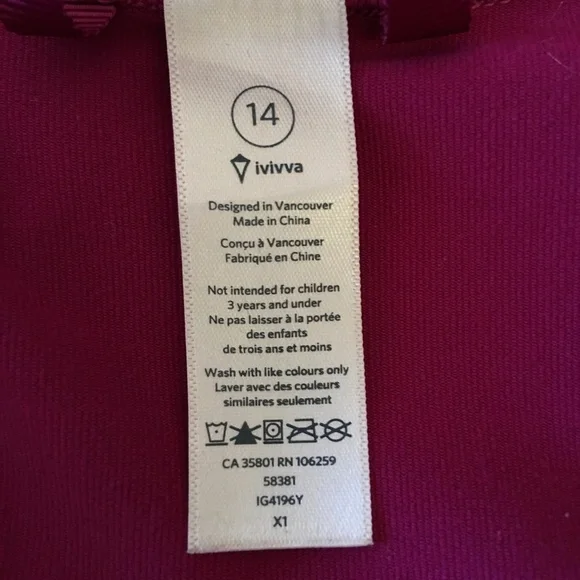 14
ivivva
Designed in Vancouver
Made in China
Conçu à Vancouver
Fabriqué en Chine
Not intended for children
3 years and under
Ne pas laisser à la portée
des enfants
de trois ans et moins
Wash with like colours only
Laver avec des couleurs
similaires seulement
CA 35801 RN 106259
58381
IG4196Y
X1